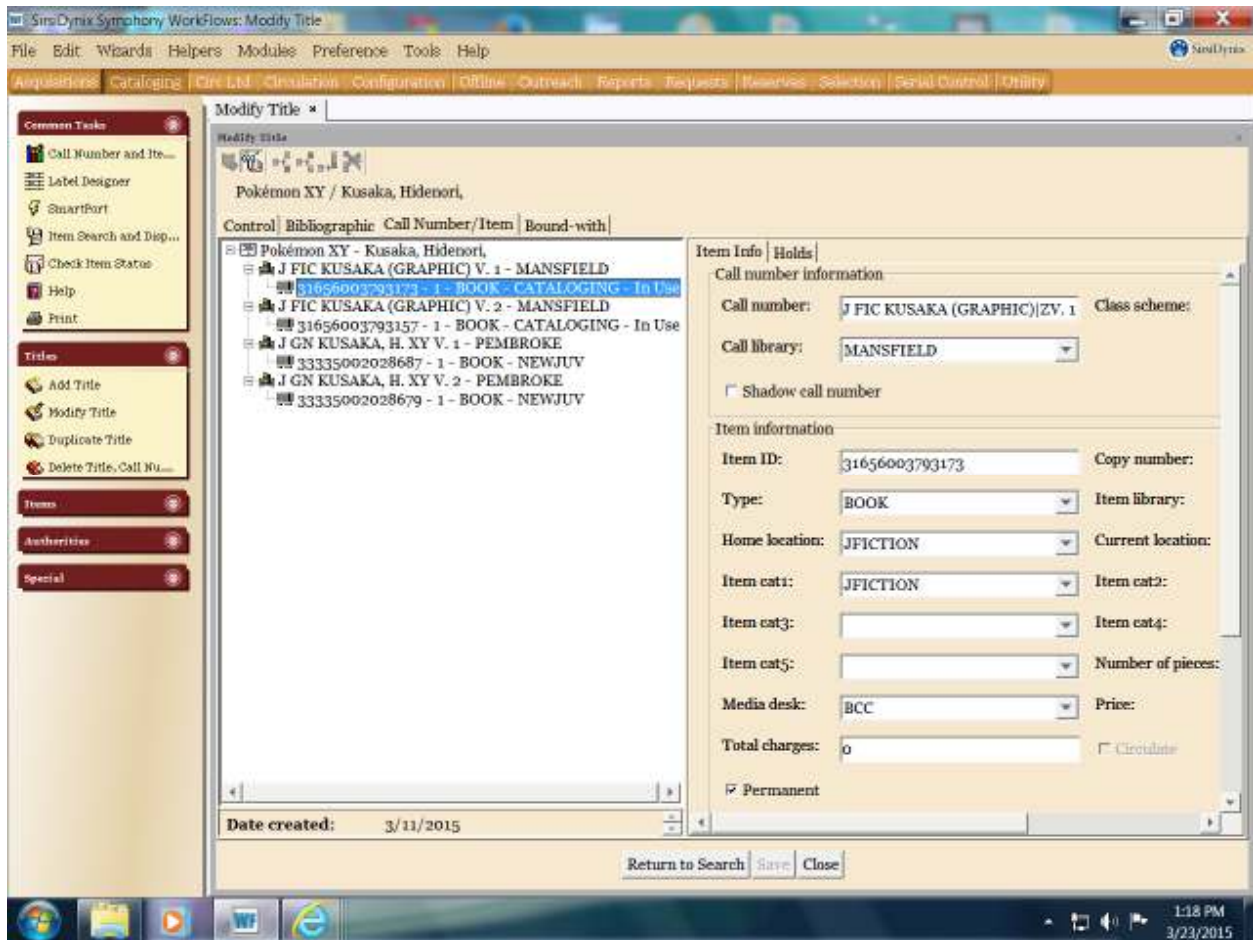 SirsiDynix Symphony WorkFlows: Modify Title
File Edit Wizards Helpers Modules Preference Tools Help
SirsiDynix
Acquisitions Cataloging Circ Ltd Circulation Configuration Offline Outreach Reports Requests Reserves Selection Serial Control Utility
Common Tasks
Call Number and Ite...
Label Designer
SmartPort
Item Search and Disp...
Check Item Status
Help
Print
Titles
Add Title
Modify Title
Duplicate Title
Delete Title, Call Nu...
Items
Authorities
Special
Modify Title
Modify Title
Pokémon XY / Kusaka, Hidenori,
Control Bibliographic Call Number/Item Bound-with
Pokémon XY - Kusaka, Hidenori,
J FIC KUSAKA (GRAPHIC) V. 1 - MANSFIELD
31656003793173 - 1 - BOOK - CATALOGING - In Use
J FIC KUSAKA (GRAPHIC) V. 2 - MANSFIELD
31656003793157 - 1 - BOOK - CATALOGING - In Use
J GN KUSAKA, H. XY V. 1 - PEMBROKE
33335002028687 - 1 - BOOK - NEWJUV
J GN KUSAKA, H. XY V. 2 - PEMBROKE
33335002028679 - 1 - BOOK - NEWJUV
Date created: 3/11/2015
Item Info Holds
Call number information
Call number: J FIC KUSAKA (GRAPHIC)|ZV. 1 Class scheme:
Call library: MANSFIELD
Shadow call number
Item information
Item ID: 31656003793173 Copy number:
Type: BOOK Item library:
Home location: JFICTION Current location:
Item cat1: JFICTION Item cat2:
Item cat3: Item cat4:
Item cat5: Number of pieces:
Media desk: BCC Price:
Total charges: 0 Circulate
Permanent
Return to Search Save Close
WF
1:18 PM
3/23/2015